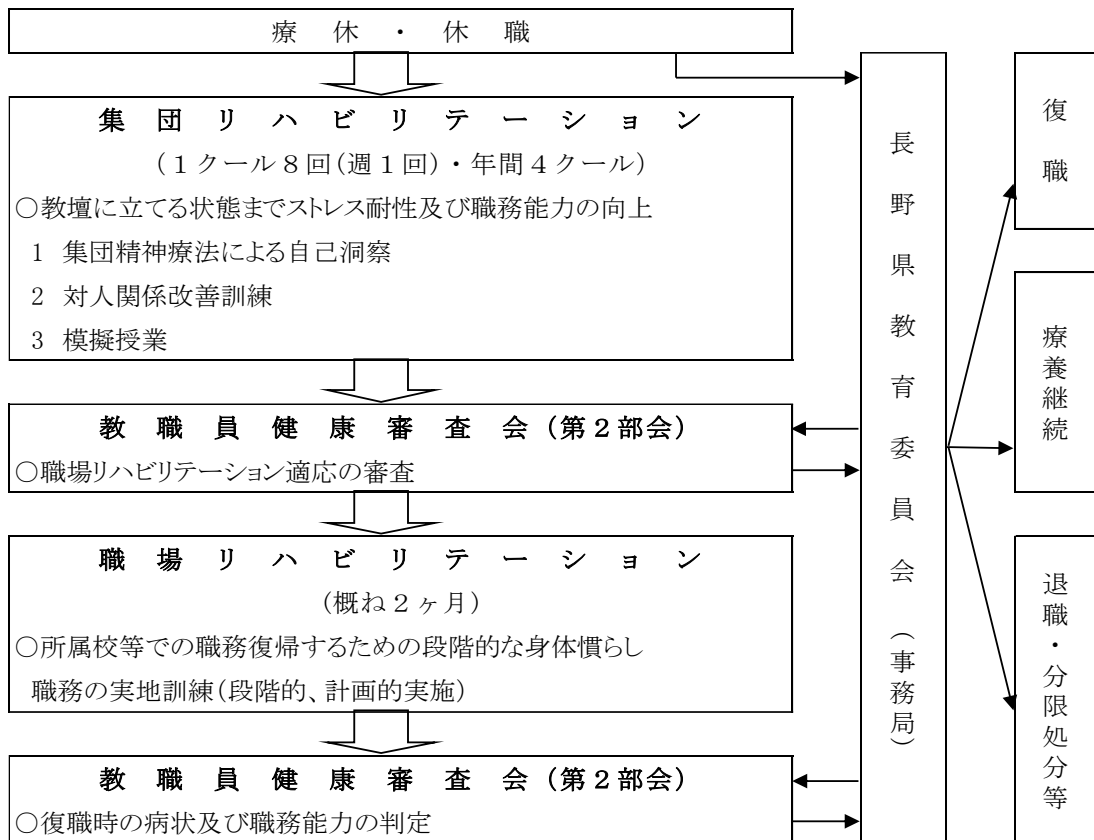 療休・休職
集団リハビリテーション
(1クール8回(週1回)・年間4クール)
○教壇に立てる状態までストレス耐性及び職務能力の向上
1 集団精神療法による自己洞察
2 対人関係改善訓練
3 模擬授業
教職員健康審査会(第2部会)
○職場リハビリテーション適応の審査
職場リハビリテーション
(概ね2ヶ月)
○所属校等での職務復帰するための段階的な身体慣らし
職務の実地訓練(段階的、計画的実施)
教職員健康審査会(第2部会)
○復職時の病状及び職務能力の判定
長野県教育委員会(事務局)
復職
療養継続
退職・分限処分等